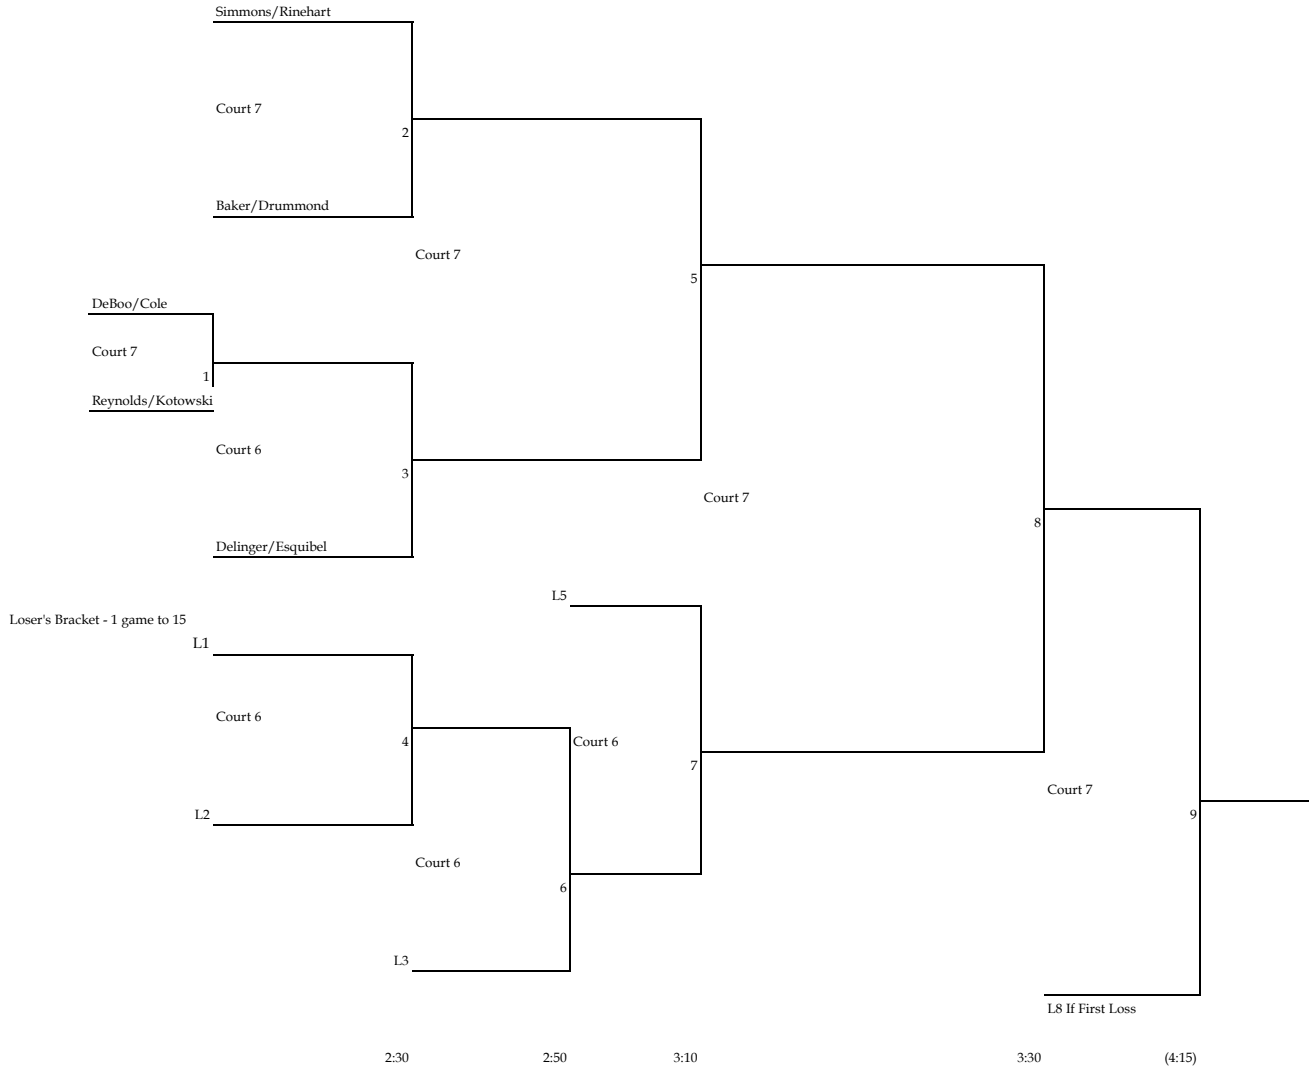 Simmons/Rinehart
Court 7
2
Baker/Drummond
Court 7
5
DeBoo/Cole
Court 7
1
Reynolds/Kotowski
Court 6
3
Court 7
8
Delinger/Esquibel
L5
Loser's Bracket - 1 game to 15
L1
Court 6
4
Court 6
7
Court 7
L2
9
Court 6
6
L3
L8 If First Loss
2:30 2:50 3:10 3:30 (4:15)